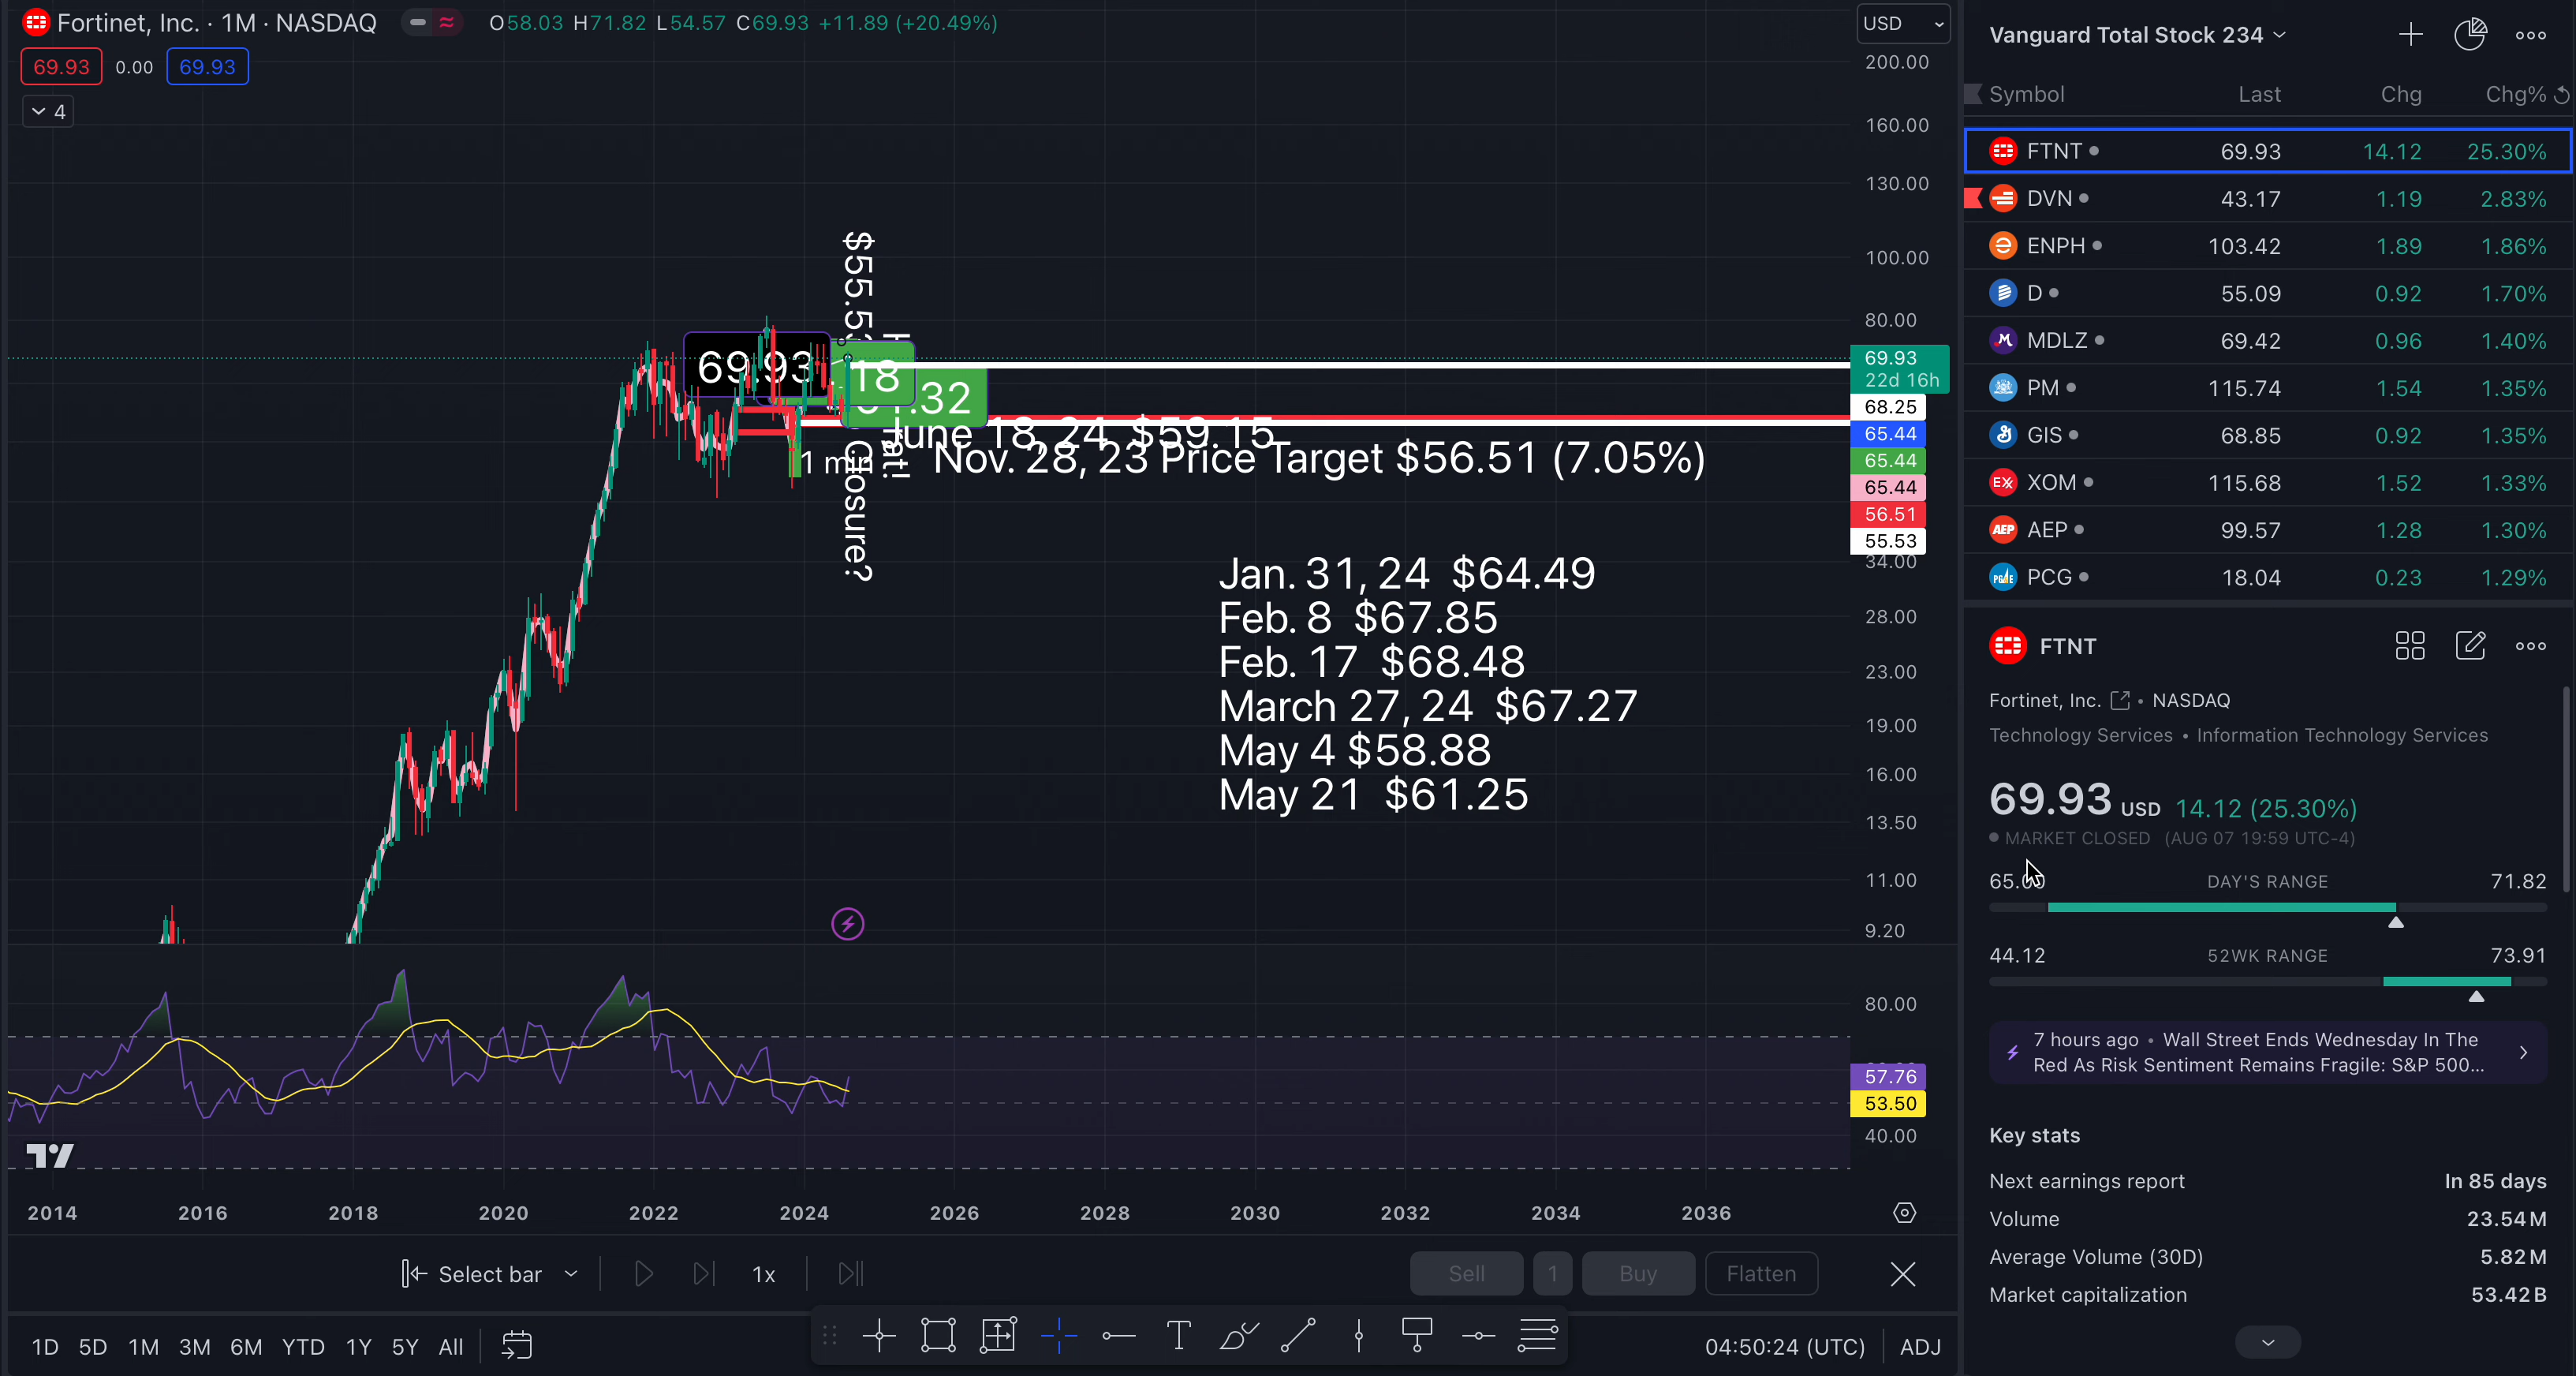 Fortinet, Inc. · 1M · NASDAQ
O58.03 H71.82 L54.57 C69.93 +11.89 (+20.49%)
69.93 0.00 69.93
4
USD
200.00
160.00
130.00
100.00
80.00
69.93
22d 16h
68.25
65.44
65.44
65.44
56.51
55.53
34.00
28.00
23.00
19.00
16.00
13.50
11.00
9.20
80.00
57.76
53.50
40.00
69.93
18
.32
$55.5
Closure?
June 18, 24 $59.15
1 min
Nov. 28, 23 Price Target $56.51 (7.05%)
Jan. 31, 24 $64.49
Feb. 8 $67.85
Feb. 17 $68.48
March 27, 24 $67.27
May 4 $58.88
May 21 $61.25
2014 2016 2018 2020 2022 2024 2026 2028 2030 2032 2034 2036
Select bar 1x Sell 1 Buy Flatten
1D 5D 1M 3M 6M YTD 1Y 5Y All
04:50:24 (UTC) ADJ
Vanguard Total Stock 234
Symbol Last Chg Chg%
FTNT 69.93 14.12 25.30%
DVN 43.17 1.19 2.83%
ENPH 103.42 1.89 1.86%
D 55.09 0.92 1.70%
MDLZ 69.42 0.96 1.40%
PM 115.74 1.54 1.35%
GIS 68.85 0.92 1.35%
XOM 115.68 1.52 1.33%
AEP AEP 99.57 1.28 1.30%
PCG 18.04 0.23 1.29%
FTNT
Fortinet, Inc. • NASDAQ
Technology Services • Information Technology Services
69.93 USD 14.12 (25.30%)
MARKET CLOSED (AUG 07 19:59 UTC-4)
DAY'S RANGE 71.82
44.12 52WK RANGE 73.91
7 hours ago • Wall Street Ends Wednesday In The
Red As Risk Sentiment Remains Fragile: S&P 500...
Key stats
Next earnings report In 85 days
Volume 23.54M
Average Volume (30D) 5.82M
Market capitalization 53.42B